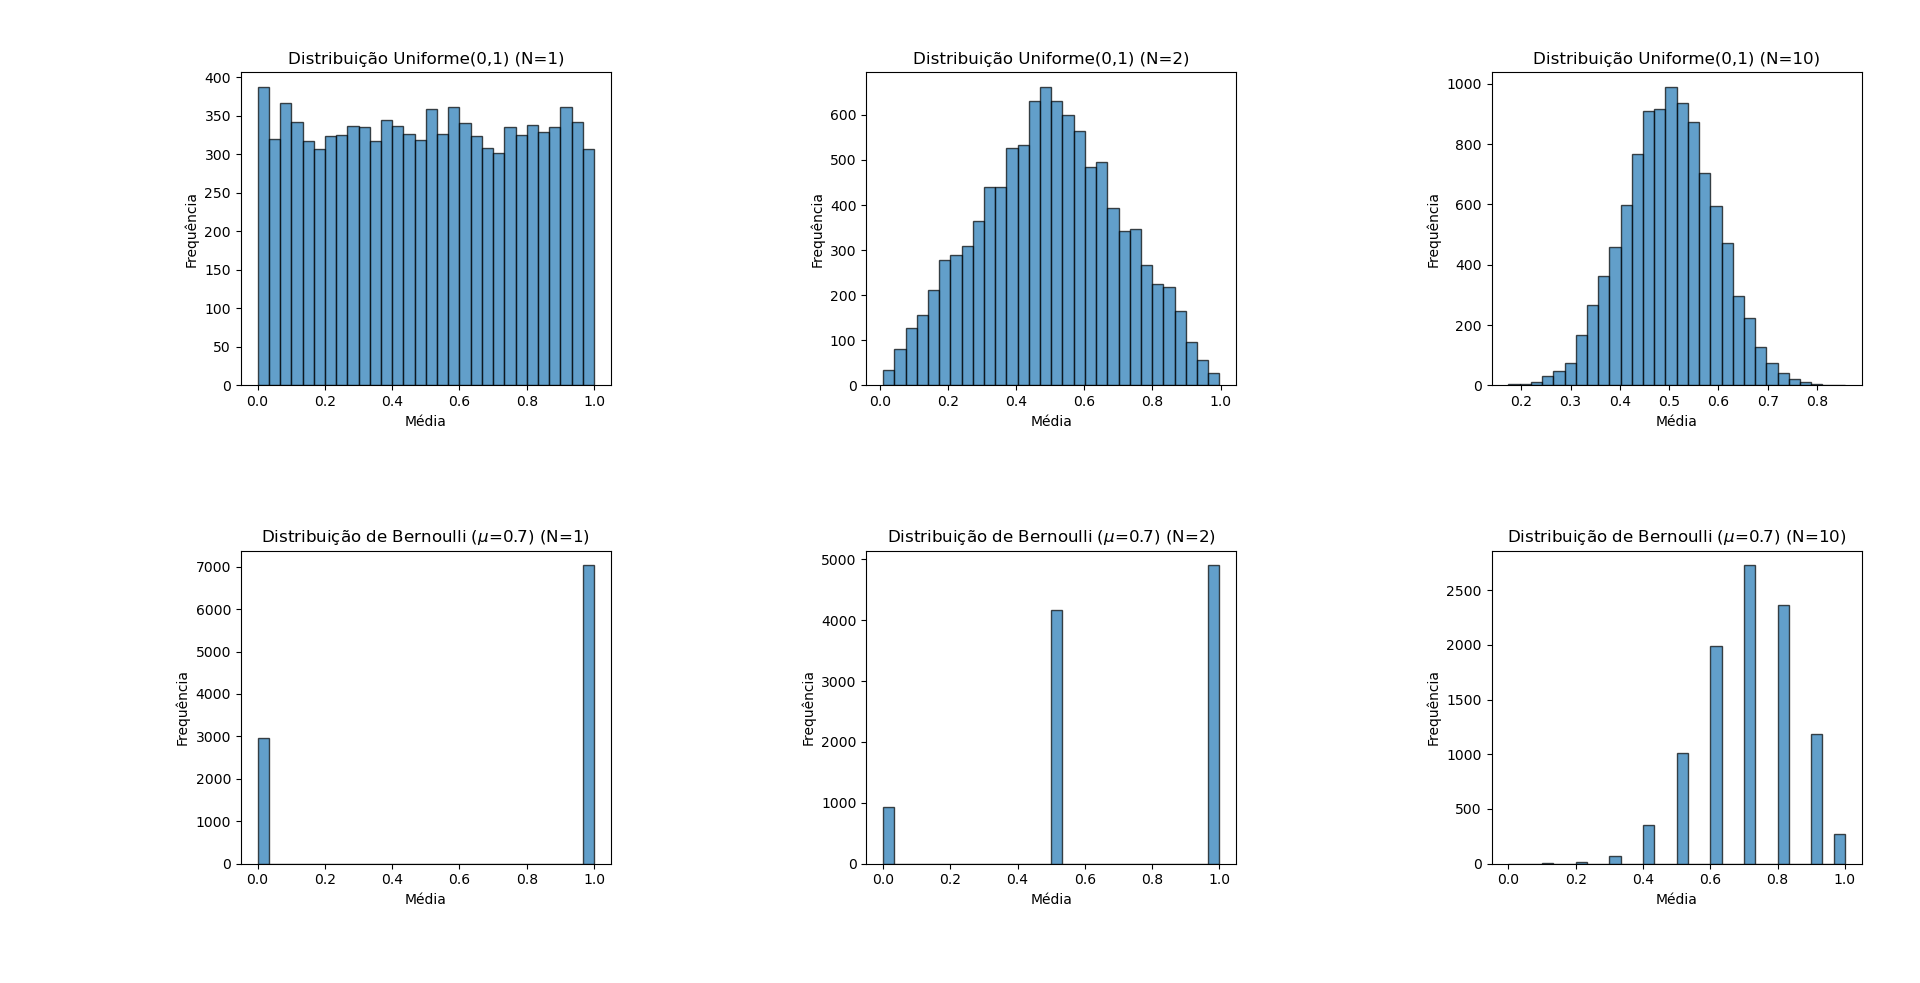 Distribuição Uniforme(0,1) (N=1)
400
350
300
250
200
150
100
50
0
Frequência
0.0 0.2 0.4 0.6 0.8 1.0
Média
Distribuição Uniforme(0,1) (N=2)
600
500
400
300
200
100
0
Frequência
0.0 0.2 0.4 0.6 0.8 1.0
Média
Distribuição Uniforme(0,1) (N=10)
1000
800
600
400
200
0
Frequência
0.2 0.3 0.4 0.5 0.6 0.7 0.8
Média
Distribuição de Bernoulli (μ=0.7) (N=1)
7000
6000
5000
4000
3000
2000
1000
0
Frequência
0.0 0.2 0.4 0.6 0.8 1.0
Média
Distribuição de Bernoulli (μ=0.7) (N=2)
5000
4000
3000
2000
1000
0
Frequência
0.0 0.2 0.4 0.6 0.8 1.0
Média
Distribuição de Bernoulli (μ=0.7) (N=10)
2500
2000
1500
1000
500
0
Frequência
0.0 0.2 0.4 0.6 0.8 1.0
Média